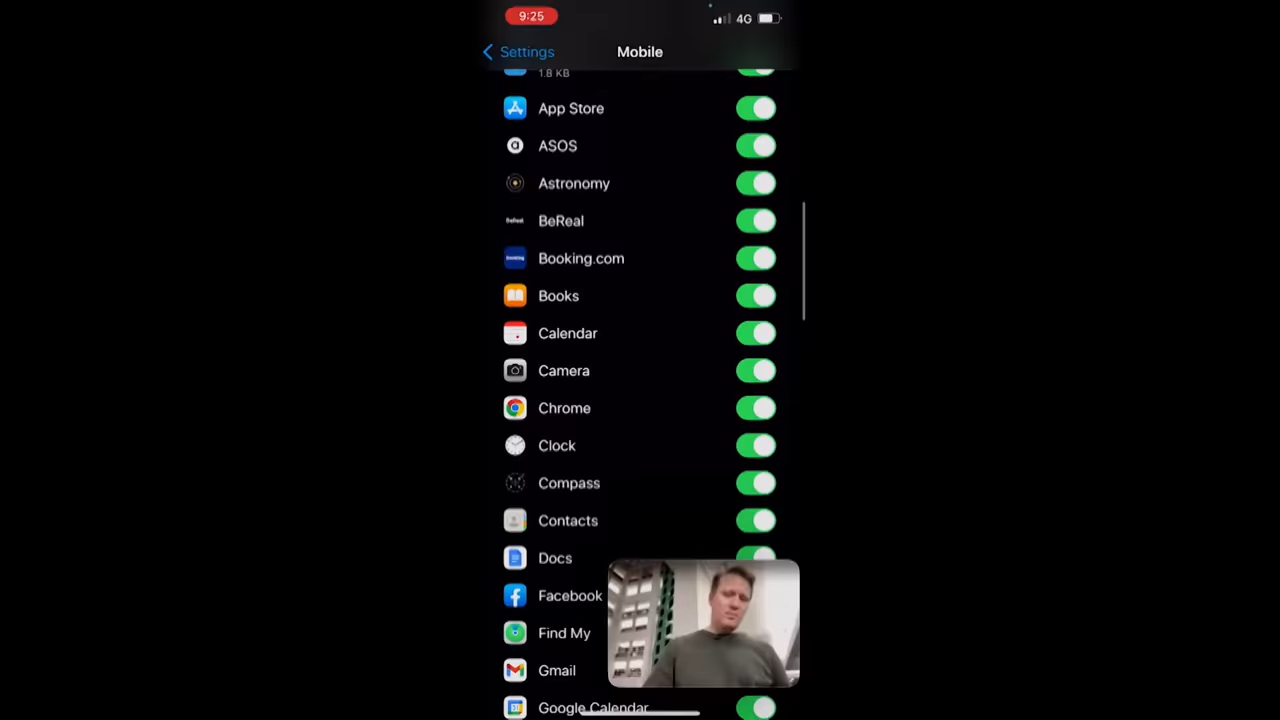 9:25
4G
Settings
Mobile
1.8 KB
App Store
ASOS
Astronomy
BeReal
Booking.com
Books
Calendar
Camera
Chrome
Clock
Compass
Contacts
Docs
Facebook
Find My
Gmail
Google Calendar